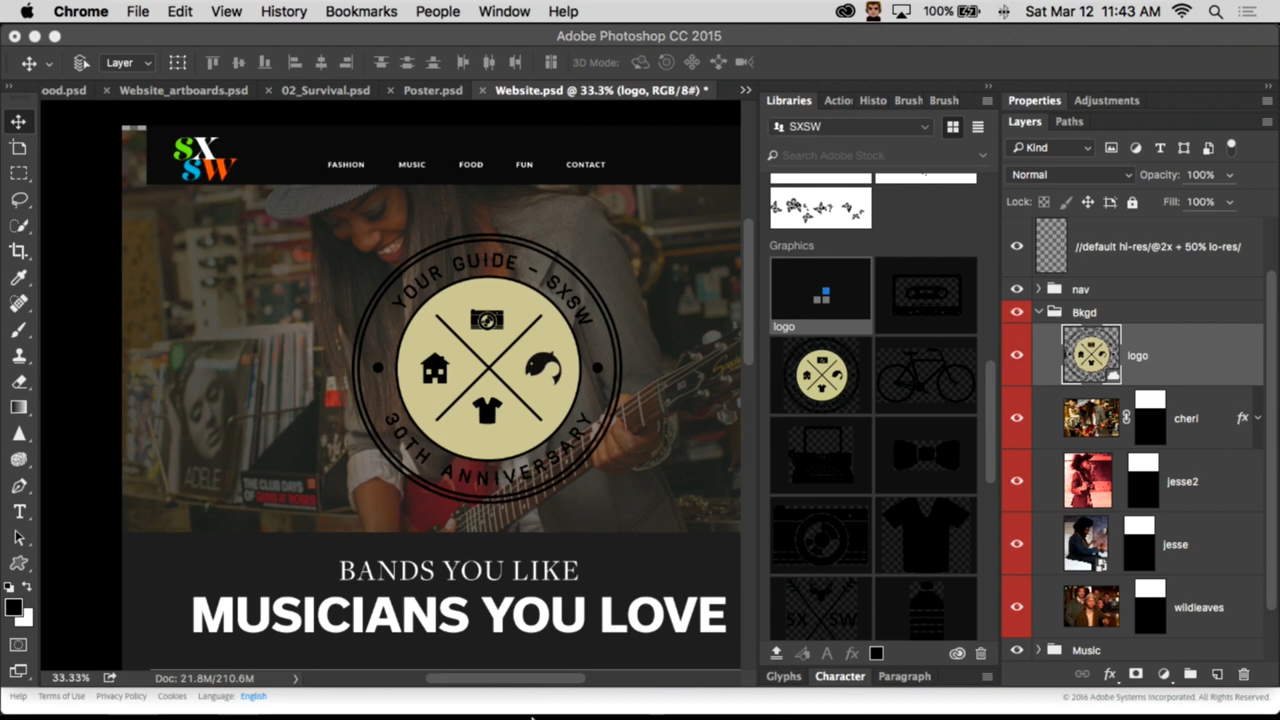 Chrome File Edit View History Bookmarks People Window Help 100% Sat Mar 12 11:43 AM
Adobe Photoshop CC 2015
Layer 3D Mode:
ood.psd × Website_artboards.psd × 02_Survival.psd × Poster.psd × Website.psd @ 33.3% (logo, RGB/8#) * »
SXSW
FASHION MUSIC FOOD FUN CONTACT
YOUR GUIDE – SXSW
30TH ANNIVERSARY
ADELE
THE CLUB DAYS
BANDS YOU LIKE
MUSICIANS YOU LOVE
33.33% Doc: 21.8M/210.6M
Libraries Actio Histo Brush Brush
SXSW
Search Adobe Stock
Graphics
logo
SX SW
Glyphs Character Paragraph
Properties Adjustments
Layers Paths
Kind
Normal Opacity: 100%
Lock: Fill: 100%
//default hi-res/@2x + 50% lo-res/
nav
Bkgd
logo
cheri fx
jesse2
jesse
wildleaves
Music
Help Terms of Use Privacy Policy Cookies Language: English
© 2016 Adobe Systems Incorporated. All Rights Reserved.